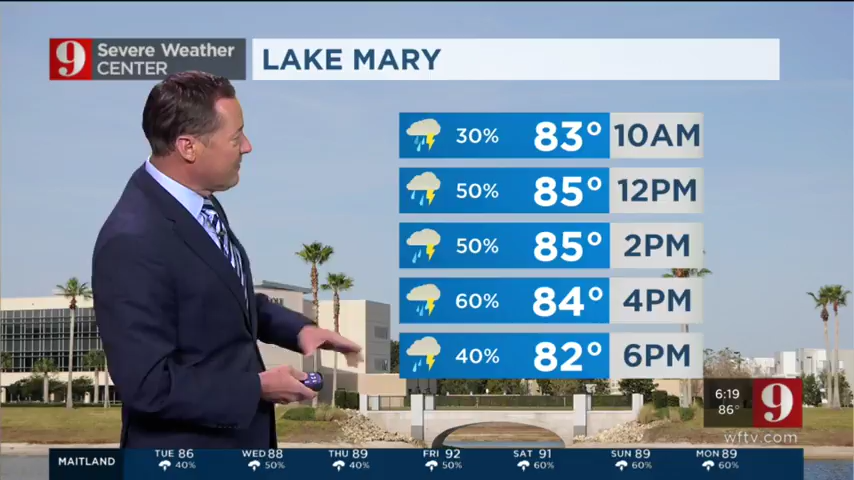 9 Severe Weather
CENTER
LAKE MARY
30% 83° 10AM
50% 85° 12PM
50% 85° 2PM
60% 84° 4PM
40% 82° 6PM
6:19
86°
9
wftv.com
MAITLAND
TUE 86
40%
WED 88
50%
THU 89
40%
FRI 92
50%
SAT 91
60%
SUN 89
60%
MON 89
60%